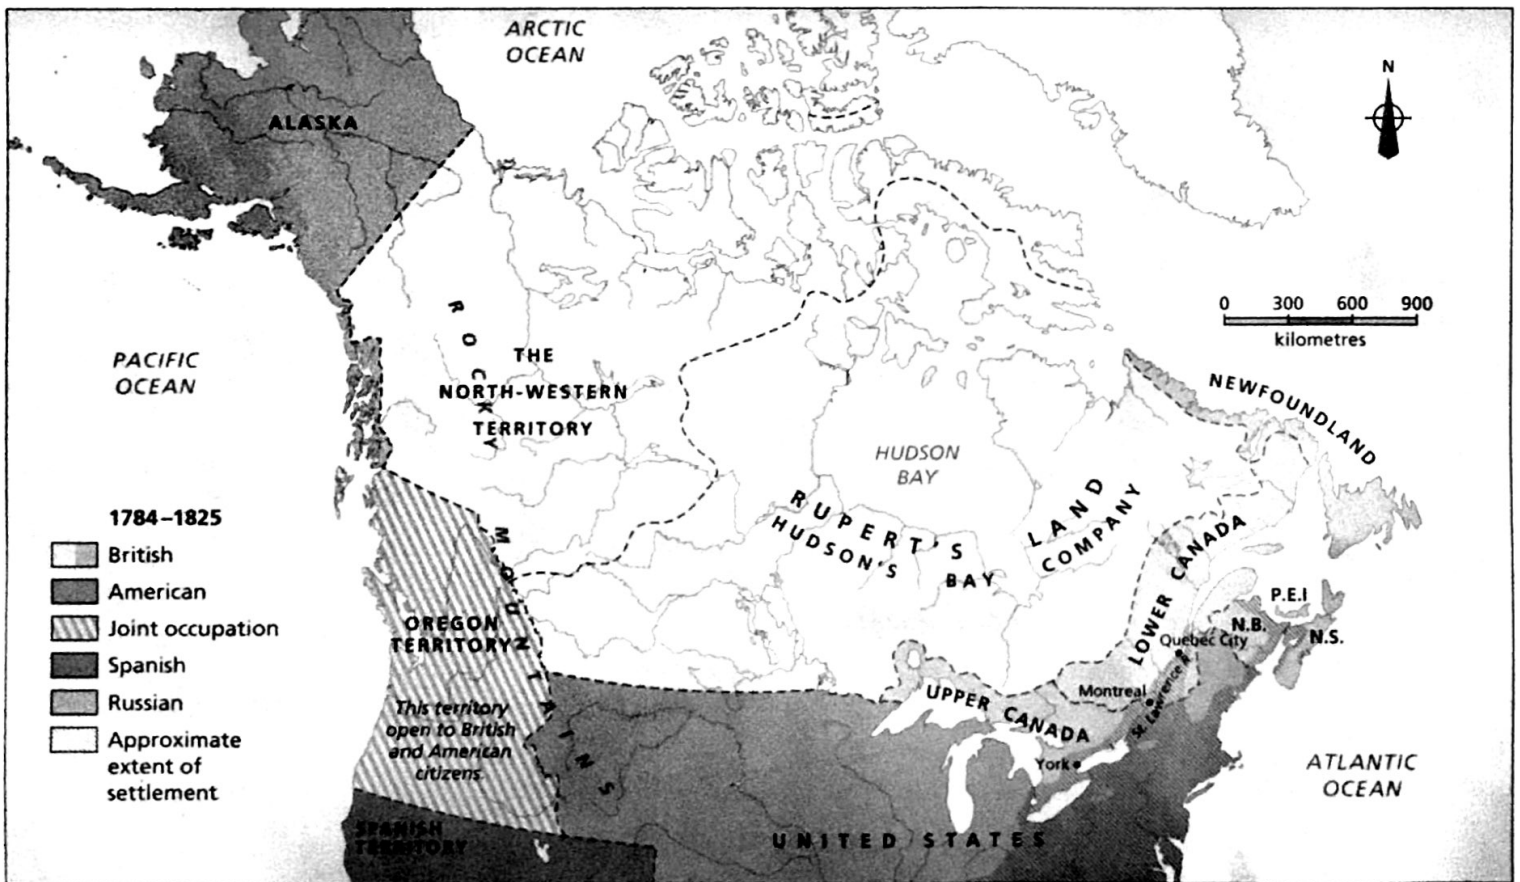 ARCTIC
OCEAN
N
ALASKA
0 300 600 900
kilometres
PACIFIC
OCEAN
ROCKY
MOUNTAINS
THE
NORTH-WESTERN
TERRITORY
NEWFOUNDLAND
HUDSON
BAY
RUPERT'S LAND
HUDSON'S BAY COMPANY
LOWER CANADA
P.E.I
N.B.
N.S.
Quebec City
Montreal
St. Lawrence R.
UPPER CANADA
York
OREGON
TERRITORY
This territory
open to British
and American
citizens.
SPANISH
TERRITORY
UNITED STATES
ATLANTIC
OCEAN
1784–1825
British
American
Joint occupation
Spanish
Russian
Approximate
extent of
settlement